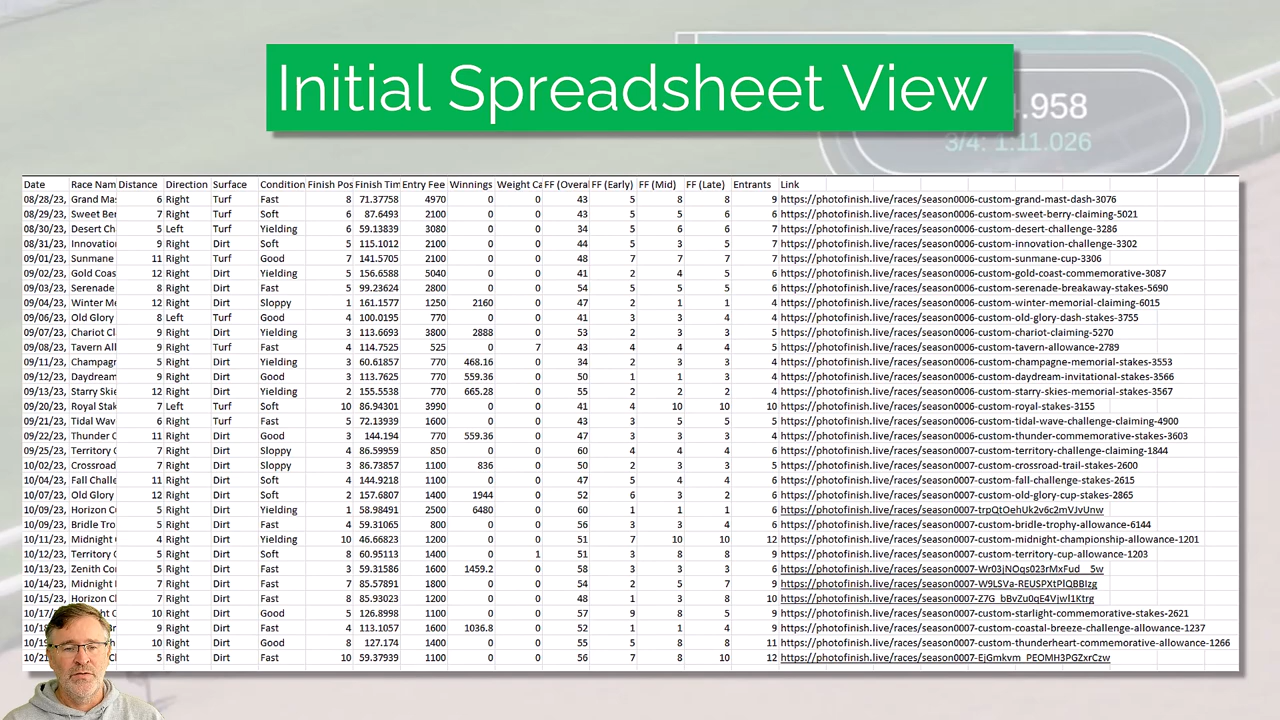 Initial Spreadsheet View
.958
3/4: 1:11.026
Date Race Nam Distance Direction Surface Condition Finish Pos Finish Tim Entry Fee Winnings Weight Ca FF (Overa FF (Early) FF (Mid) FF (Late) Entrants Link
08/28/23, Grand Mas 6 Right Turf Fast 8 71.37758 4970 0 0 43 5 8 8 9 https://photofinish.live/races/season0006-custom-grand-mast-dash-3076
08/29/23, Sweet Ber 7 Right Turf Soft 6 87.6493 2100 0 0 43 5 5 6 6 https://photofinish.live/races/season0006-custom-sweet-berry-claiming-5021
08/30/23, Desert Ch 5 Left Turf Yielding 6 59.13839 3080 0 0 34 5 6 6 7 https://photofinish.live/races/season0006-custom-desert-challenge-3286
08/31/23, Innovation 9 Right Dirt Soft 5 115.1012 2100 0 0 44 5 3 5 7 https://photofinish.live/races/season0006-custom-innovation-challenge-3302
09/01/23, Sunmane 11 Right Turf Good 7 141.5705 2100 0 0 48 7 7 7 7 https://photofinish.live/races/season0006-custom-sunmane-cup-3306
09/02/23, Gold Coas 12 Right Dirt Yielding 5 156.6588 5040 0 0 41 2 4 5 6 https://photofinish.live/races/season0006-custom-gold-coast-commemorative-3087
09/03/23, Serenade 8 Right Dirt Fast 5 99.23624 2800 0 0 54 5 5 5 6 https://photofinish.live/races/season0006-custom-serenade-breakaway-stakes-5690
09/04/23, Winter Me 12 Right Dirt Sloppy 1 161.1577 1250 2160 0 47 2 1 1 4 https://photofinish.live/races/season0006-custom-winter-memorial-claiming-6015
09/06/23, Old Glory 8 Left Turf Good 4 100.0195 770 0 0 41 3 3 4 4 https://photofinish.live/races/season0006-custom-old-glory-dash-stakes-3755
09/07/23, Chariot Cl 9 Right Dirt Yielding 3 113.6693 3800 2888 0 53 2 3 3 5 https://photofinish.live/races/season0006-custom-chariot-claiming-5270
09/08/23, Tavern All 9 Right Turf Fast 4 114.7525 525 0 7 43 4 4 4 5 https://photofinish.live/races/season0006-custom-tavern-allowance-2789
09/11/23, Champagn 5 Right Dirt Yielding 3 60.61857 770 468.16 0 34 2 3 3 4 https://photofinish.live/races/season0006-custom-champagne-memorial-stakes-3553
09/12/23, Daydream 9 Right Dirt Good 3 113.7625 770 559.36 0 50 1 1 3 4 https://photofinish.live/races/season0006-custom-daydream-invitational-stakes-3566
09/13/23, Starry Skie 12 Right Dirt Yielding 2 155.5538 770 665.28 0 55 2 2 2 4 https://photofinish.live/races/season0006-custom-starry-skies-memorial-stakes-3567
09/20/23, Royal Stak 7 Left Turf Soft 10 86.94301 3990 0 0 41 4 10 10 10 https://photofinish.live/races/season0006-custom-royal-stakes-3155
09/21/23, Tidal Wav 6 Right Turf Fast 5 72.13939 1600 0 0 43 3 5 5 5 https://photofinish.live/races/season0006-custom-tidal-wave-challenge-claiming-4900
09/22/23, Thunder C 11 Right Dirt Good 3 144.194 770 559.36 0 47 3 3 3 4 https://photofinish.live/races/season0006-custom-thunder-commemorative-stakes-3603
09/25/23, Territory C 7 Right Dirt Sloppy 4 86.59959 850 0 0 60 4 4 4 6 https://photofinish.live/races/season0006-custom-territory-challenge-claiming-1844
10/02/23, Crossroad 7 Right Dirt Sloppy 3 86.73857 1100 836 0 50 2 3 3 5 https://photofinish.live/races/season0007-custom-crossroad-trail-stakes-2600
10/04/23, Fall Challe 11 Right Dirt Soft 4 144.9218 1100 0 0 47 5 4 4 6 https://photofinish.live/races/season0007-custom-fall-challenge-stakes-2615
10/07/23, Old Glory 12 Right Dirt Soft 2 157.6807 1400 1944 0 52 6 3 2 6 https://photofinish.live/races/season0007-custom-old-glory-cup-stakes-2865
10/09/23, Horizon Co 5 Right Dirt Yielding 1 58.98491 2500 6480 0 60 1 1 1 6 https://photofinish.live/races/season0007-trpQtOehUk2v6c2mVJvUnw
10/09/23, Bridle Tro 5 Right Dirt Fast 4 59.31065 800 0 0 56 3 3 4 6 https://photofinish.live/races/season0007-custom-bridle-trophy-allowance-6144
10/11/23, Midnight 4 Right Dirt Yielding 10 46.66823 1200 0 0 51 7 10 10 12 https://photofinish.live/races/season0007-custom-midnight-championship-allowance-1201
10/12/23, Territory C 5 Right Dirt Soft 8 60.95113 1400 0 1 51 3 8 8 9 https://photofinish.live/races/season0007-custom-territory-cup-allowance-1203
10/13/23, Zenith Con 5 Right Dirt Fast 3 59.31586 1600 1459.2 0 58 3 3 3 6 https://photofinish.live/races/season0007-Wr03jNOqs023rMxFud__5w
10/14/23, Midnight 7 Right Dirt Fast 7 85.57891 1800 0 0 54 2 5 7 9 https://photofinish.live/races/season0007-W9LSVa-REUSPXtPlQBBIzg
10/15/23, Horizon Cl 7 Right Dirt Fast 8 85.93023 1200 0 0 48 1 3 8 10 https://photofinish.live/races/season0007-Z7G_bBvZu0qE4Vjwl1Ktrg
10/17/ 10 Right Dirt Good 5 126.8998 1100 0 0 57 9 8 5 9 https://photofinish.live/races/season0007-custom-starlight-commemorative-stakes-2621
10/18 9 Right Dirt Fast 4 113.1057 1600 1036.8 0 52 1 1 4 9 https://photofinish.live/races/season0007-custom-coastal-breeze-challenge-allowance-1237
10/19 10 Right Dirt Good 8 127.174 1400 0 0 55 5 8 8 11 https://photofinish.live/races/season0007-custom-thunderheart-commemorative-allowance-1266
10/21 5 Right Dirt Fast 10 59.37939 1100 0 0 56 7 8 10 12 https://photofinish.live/races/season0007-EjGmkvm_PEOMH3PGZxrCzw